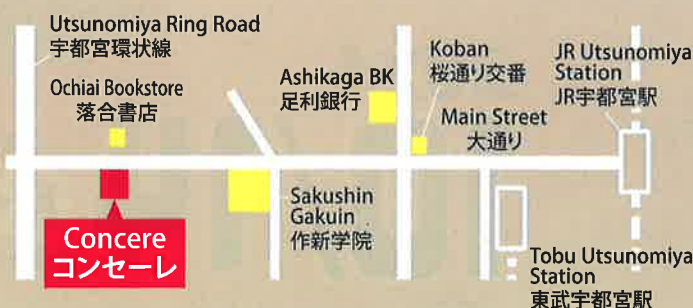 Utsunomiya Ring Road
宇都宮環状線
Ochiai Bookstore
落合書店
Ashikaga BK
足利銀行
Koban
桜通り交番
JR Utsunomiya
Station
JR宇都宮駅
Main Street
大通り
Concere
コンセーレ
Sakushin
Gakuin
作新学院
Tobu Utsunomiya
Station
東武宇都宮駅